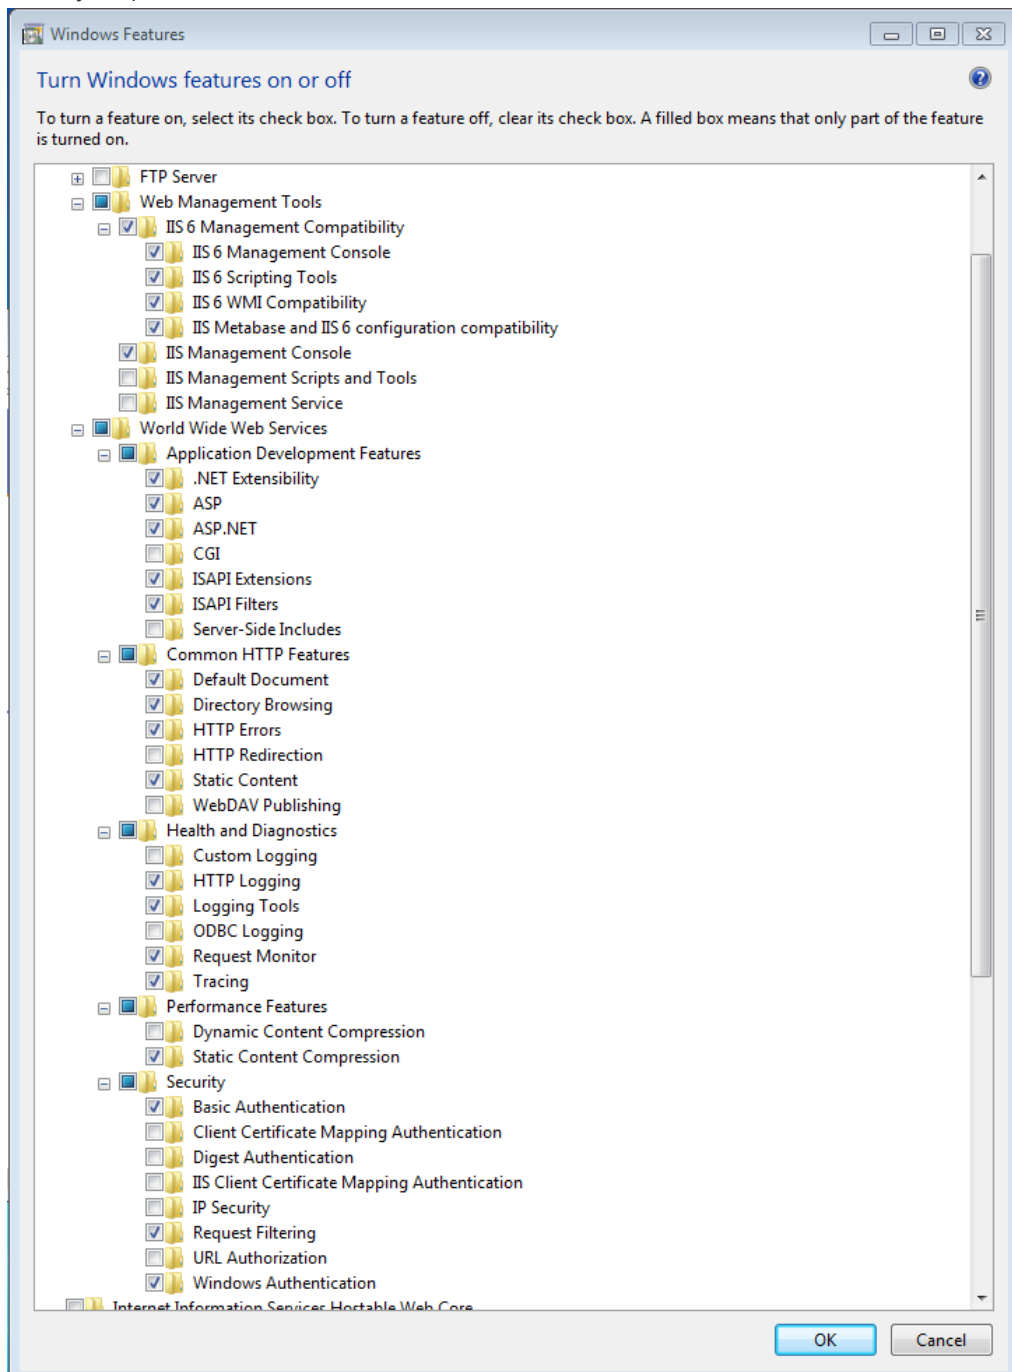 Windows Features
Turn Windows features on or off
To turn a feature on, select its check box. To turn a feature off, clear its check box. A filled box means that only part of the feature
is turned on.
FTP Server
Web Management Tools
IIS 6 Management Compatibility
IIS 6 Management Console
IIS 6 Scripting Tools
IIS 6 WMI Compatibility
IIS Metabase and IIS 6 configuration compatibility
IIS Management Console
IIS Management Scripts and Tools
IIS Management Service
World Wide Web Services
Application Development Features
.NET Extensibility
ASP
ASP.NET
CGI
ISAPI Extensions
ISAPI Filters
Server-Side Includes
Common HTTP Features
Default Document
Directory Browsing
HTTP Errors
HTTP Redirection
Static Content
WebDAV Publishing
Health and Diagnostics
Custom Logging
HTTP Logging
Logging Tools
ODBC Logging
Request Monitor
Tracing
Performance Features
Dynamic Content Compression
Static Content Compression
Security
Basic Authentication
Client Certificate Mapping Authentication
Digest Authentication
IIS Client Certificate Mapping Authentication
IP Security
Request Filtering
URL Authorization
Windows Authentication
Internet Information Services Hostable Web Core
OK Cancel